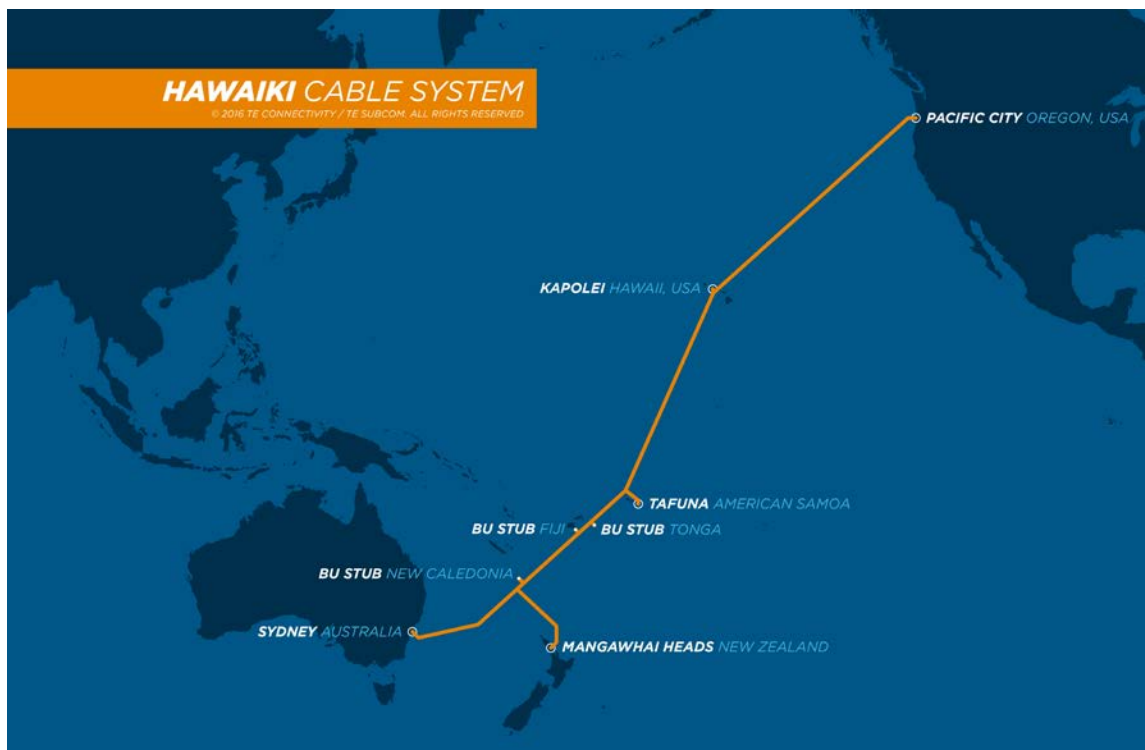 HAWAIKI CABLE SYSTEM
© 2016 TE CONNECTIVITY / TE SUBCOM. ALL RIGHTS RESERVED
PACIFIC CITY OREGON, USA
KAPOLEI HAWAII, USA
TAFUNA AMERICAN SAMOA
BU STUB FIJI
BU STUB TONGA
BU STUB NEW CALEDONIA
SYDNEY AUSTRALIA
MANGAWHAI HEADS NEW ZEALAND